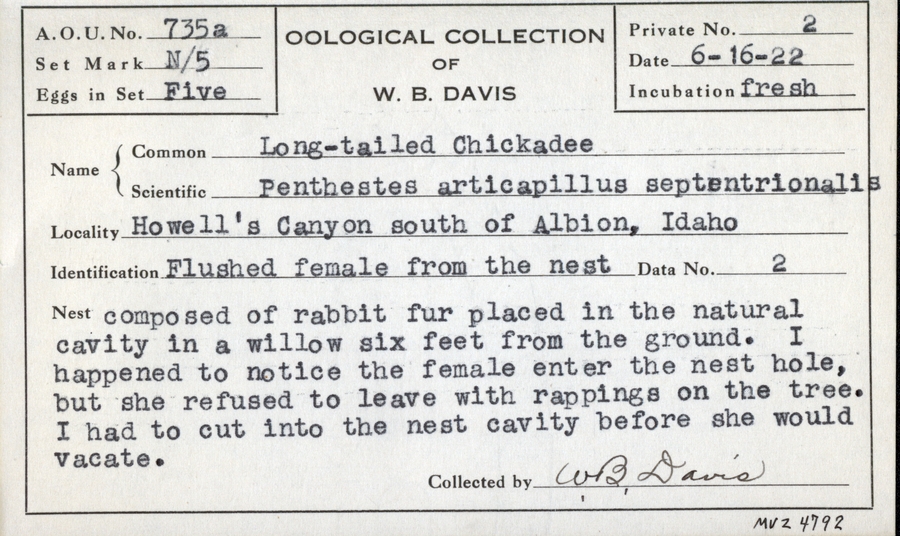 A.O.U. No. 735a
Set Mark N/5
Eggs in Set Five
OOLOGICAL COLLECTION
OF
W. B. DAVIS
Private No. 2
Date 6-16-22
Incubation fresh
Name
Common Long-tailed Chickadee
Scientific Penthestes articapillus septentrionalis
Locality Howell's Canyon south of Albion, Idaho
Identification Flushed female from the nest Data No. 2
Nest composed of rabbit fur placed in the natural
cavity in a willow six feet from the ground. I
happened to notice the female enter the nest hole,
but she refused to leave with rappings on the tree.
I had to cut into the nest cavity before she would
vacate.
Collected by W.B. Davis
MVZ 4792